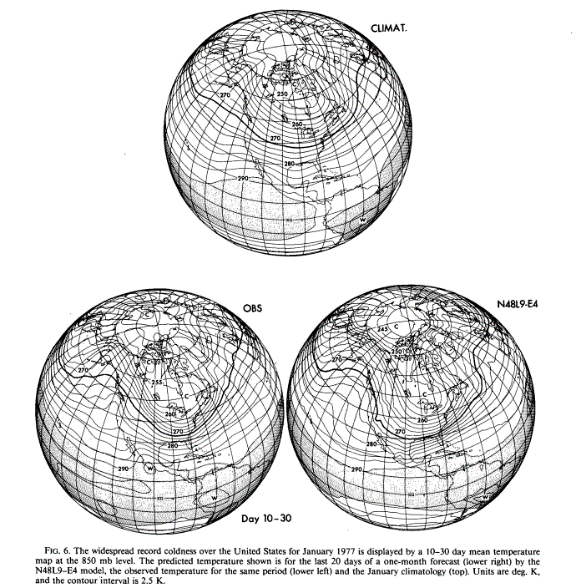 CLIMAT.
270
250
260
270
280
290
W
OBS
N48L9-E4
270
255
260
270
280
290
W
W
245
C
270
250
C
260
270
280
290
W
Day 10-30
FIG. 6. The widespread record coldness over the United States for January 1977 is displayed by a 10-30 day mean temperature
map at the 850 mb level. The predicted temperature shown is for the last 20 days of a one-month forecast (lower right) by the
N48L9-E4 model, the observed temperature for the same period (lower left) and the January climatology (top). Units are deg. K,
and the contour interval is 2.5 K.